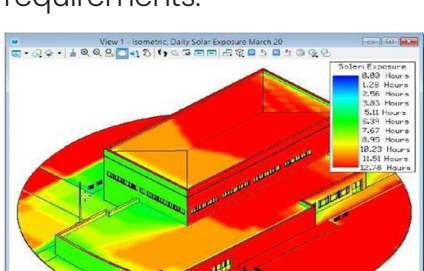 requirements.
View 1 - Isometric, Daily Solar Exposure March 20
Solar Exposure
0.00 Hours
1.28 Hours
2.56 Hours
3.83 Hours
5.11 Hours
6.39 Hours
7.67 Hours
8.95 Hours
10.23 Hours
11.51 Hours
12.78 Hours